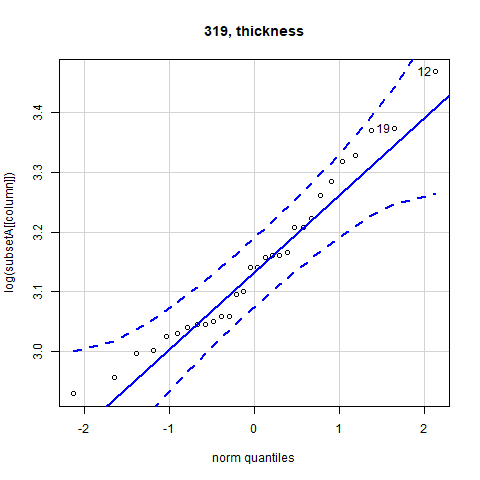 319, thickness
log(subsetA[[column]])
3.4
3.3
3.2
3.1
3.0
12
19
-2 -1 0 1 2
norm quantiles